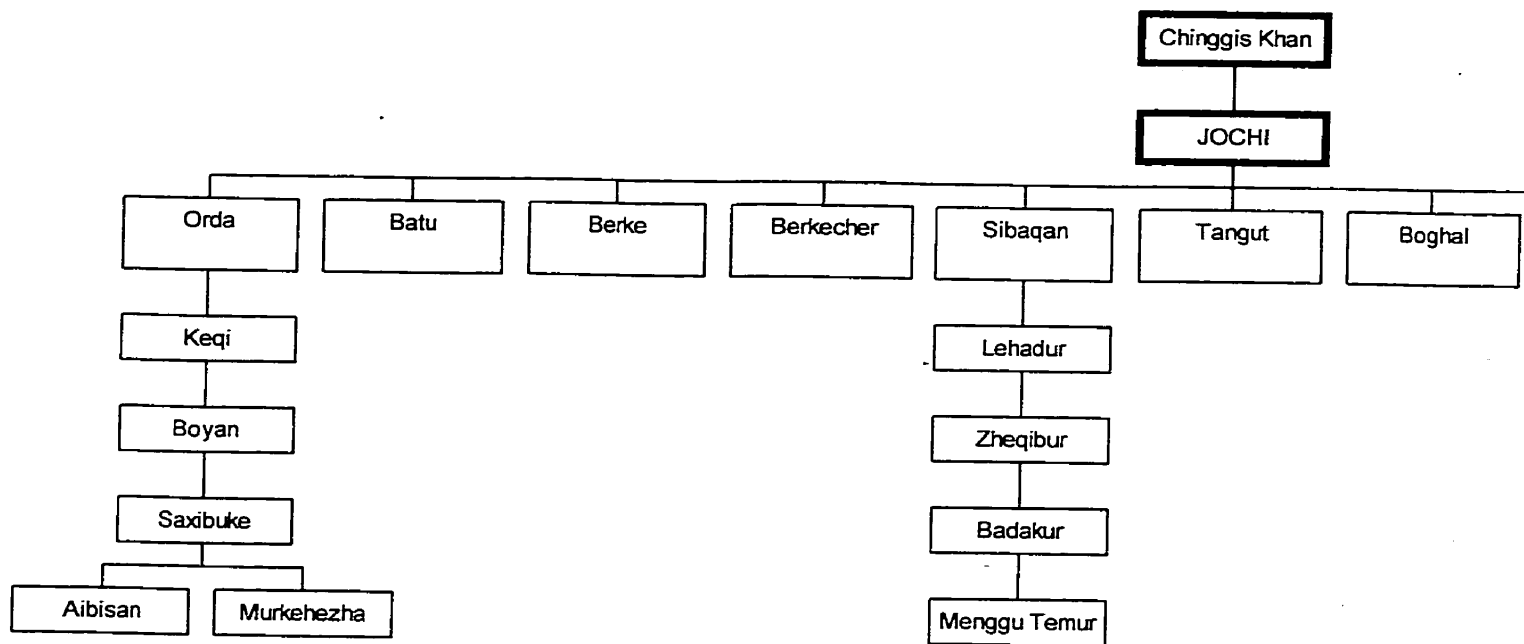 Chinggis Khan
JOCHI
Orda
Batu
Berke
Berkecher
Sibaqan
Tangut
Boghal
Keqi
Lehadur
Boyan
Zheqibur
Saxibuke
Badakur
Aibisan
Murkehezha
Menggu Temur